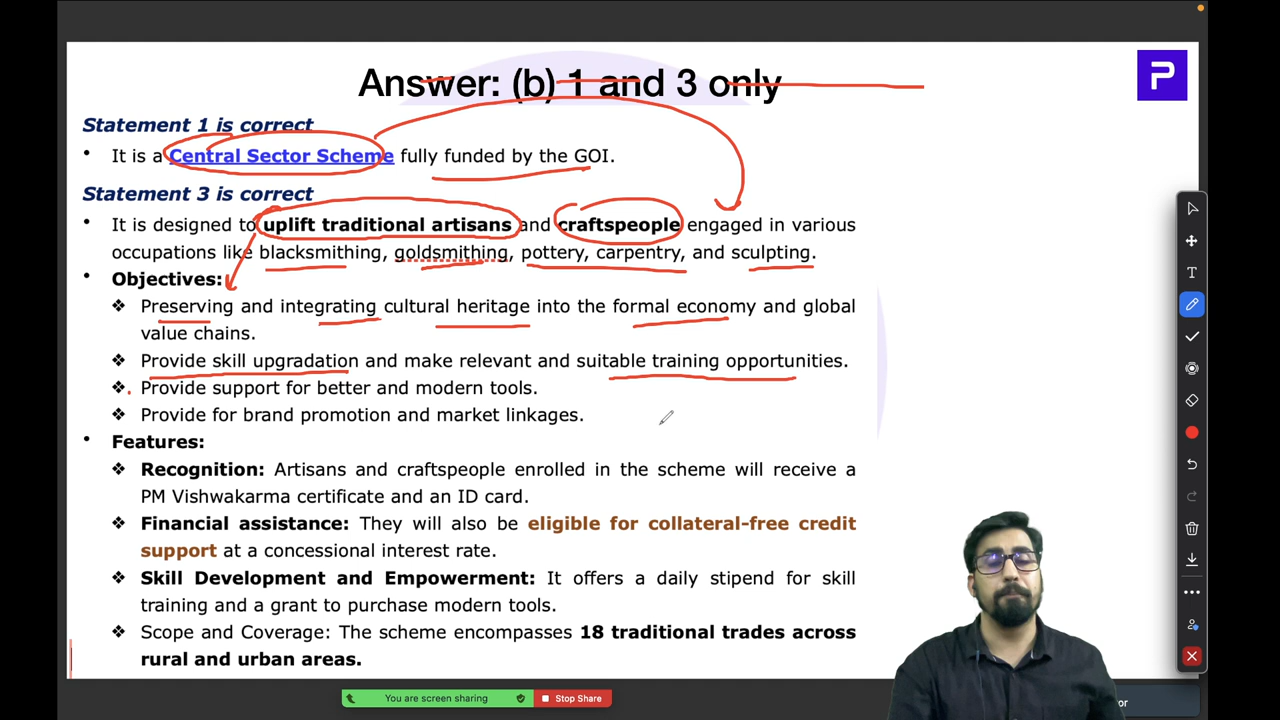 Answer: (b) 1 and 3 only
P
Statement 1 is correct
• It is a Central Sector Scheme fully funded by the GOI.
Statement 3 is correct
• It is designed to uplift traditional artisans and craftspeople engaged in various
occupations like blacksmithing, goldsmithing, pottery, carpentry, and sculpting.
• Objectives:
❖ Preserving and integrating cultural heritage into the formal economy and global
value chains.
❖ Provide skill upgradation and make relevant and suitable training opportunities.
❖ Provide support for better and modern tools.
❖ Provide for brand promotion and market linkages.
• Features:
❖ Recognition: Artisans and craftspeople enrolled in the scheme will receive a
PM Vishwakarma certificate and an ID card.
❖ Financial assistance: They will also be eligible for collateral-free credit
support at a concessional interest rate.
❖ Skill Development and Empowerment: It offers a daily stipend for skill
training and a grant to purchase modern tools.
❖ Scope and Coverage: The scheme encompasses 18 traditional trades across
rural and urban areas.
T
You are screen sharing
Stop Share